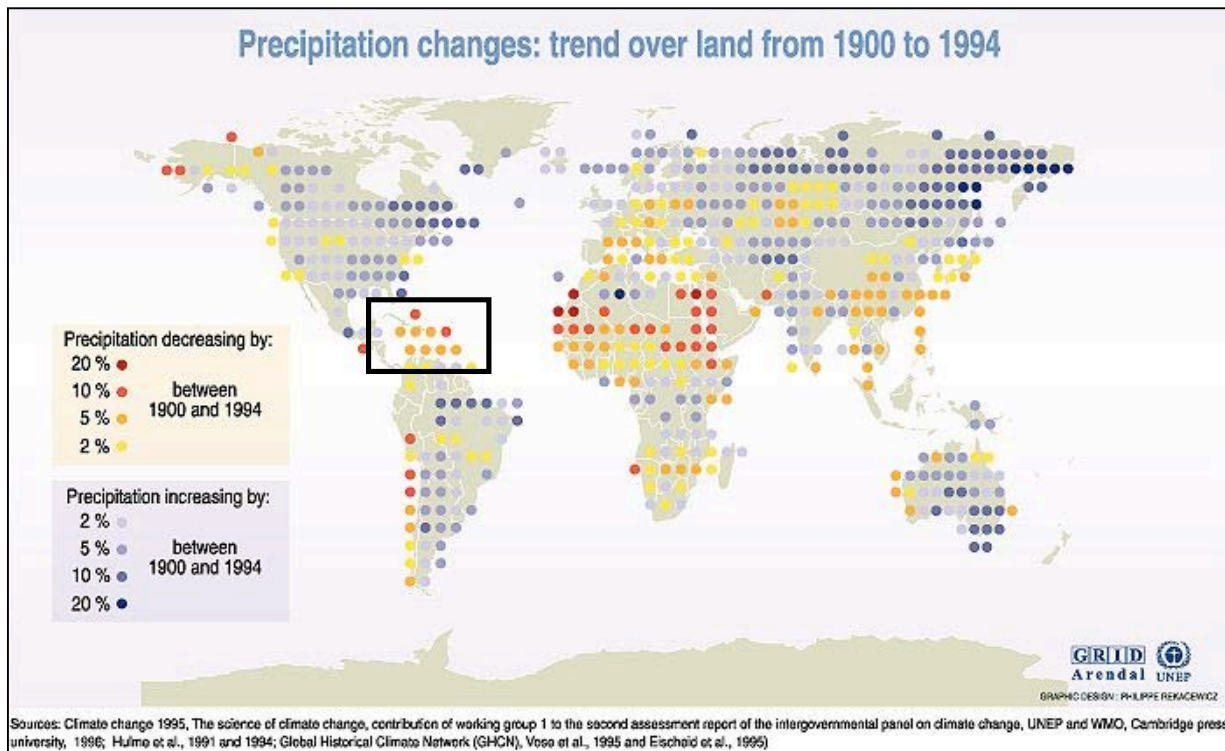 Precipitation changes: trend over land from 1900 to 1994
Precipitation decreasing by:
20 %
10 %
5 %
2 %
between
1900 and 1994
Precipitation increasing by:
2 %
5 %
10 %
20 %
between
1900 and 1994
GRID
Arendal
UNEP
GRAPHIC DESIGN : PHILIPPE REKACEWICZ
Sources: Climate change 1995, The science of climate change, contribution of working group 1 to the second assessment report of the intergovernmental panel on climate change, UNEP and WMO, Cambridge press
university, 1996; Hulme et al., 1991 and 1994; Global Historical Climate Network (GHCN), Vose et al., 1995 and Eischeid et al., 1995)